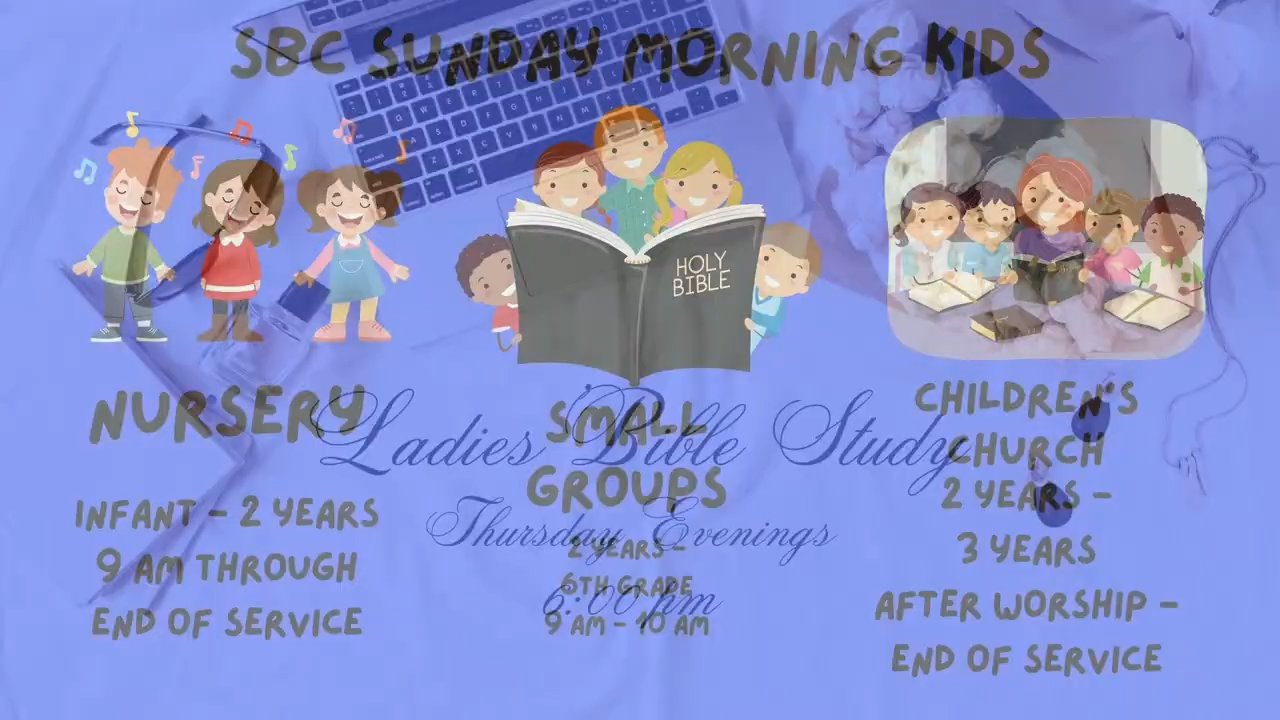 SBC SUNDAY MORNING KIDS
HOLY
BIBLE
NURSERY
INFANT - 2 YEARS
9 AM THROUGH
END OF SERVICE
SMALL
GROUPS
2 YEARS -
6TH GRADE
9 AM - 10 AM
CHILDREN'S
CHURCH
2 YEARS -
3 YEARS
AFTER WORSHIP -
END OF SERVICE
Ladies Bible Study
Thursday Evenings
6:00 pm